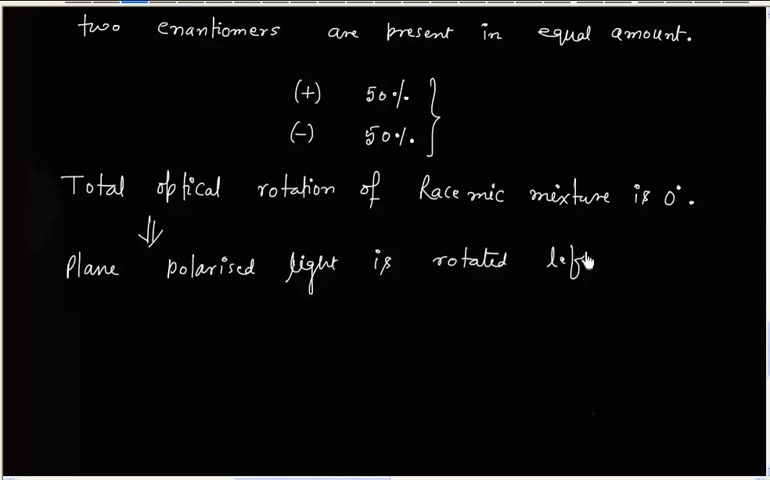 two enantiomers are present in equal amount.
(+) 50%
(-) 50%.
Total optical rotation of Racemic mixture is 0°.
Plane polarised light is rotated lef